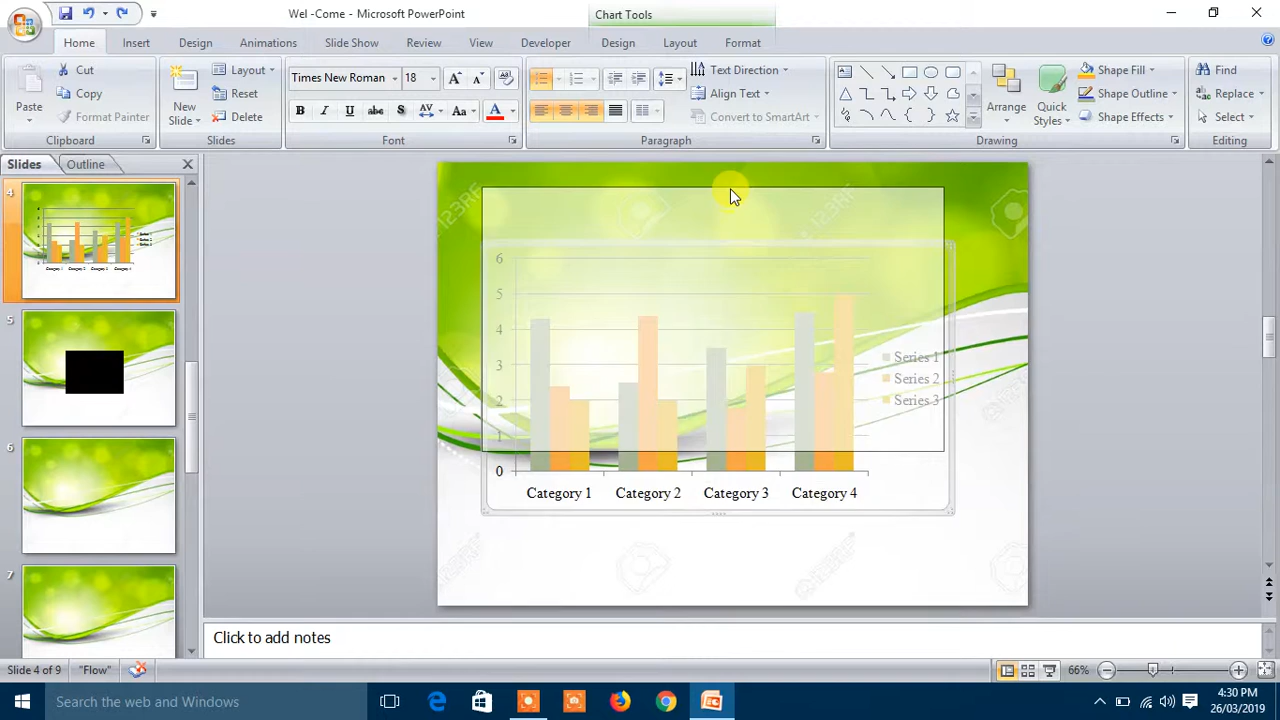 Wel -Come - Microsoft PowerPoint
Chart Tools
Home Insert Design Animations Slide Show Review View Developer Design Layout Format
Paste
Cut
Copy
Format Painter
Clipboard
New Slide
Layout
Reset
Delete
Slides
Times New Roman 18
B I U abc S AV Aa A
Font
Text Direction
Align Text
Convert to SmartArt
Paragraph
Arrange
Quick Styles
Shape Fill
Shape Outline
Shape Effects
Drawing
Find
Replace
Select
Editing
Slides Outline
4
5
6
7
123RF
6
5
4
3
2
1
0
Category 1 Category 2 Category 3 Category 4
Series 1
Series 2
Series 3
Click to add notes
Slide 4 of 9 "Flow" 66%
Search the web and Windows
4:30 PM
26/03/2019